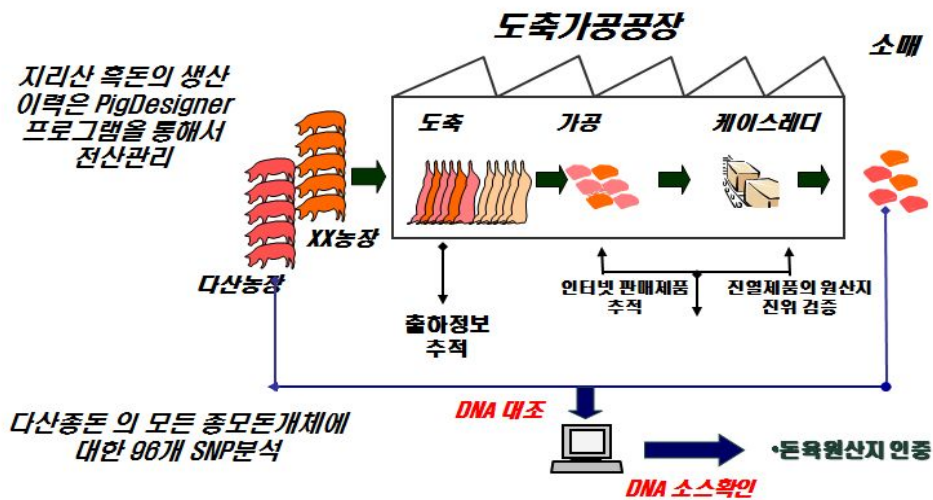 도축가공공장
소매
지리산 흑돈의 생산
이력은 PigDesigner
프로그램을 통해서
전산관리
도축
가공
케이스레디
XX농장
다산농장
출하정보
추적
인터넷 판매제품
추적
진열제품의 원산지
진위 검증
DNA 대조
다산종돈 의 모든 종모돈개체에
대한 96개 SNP분석
•돈육원산지 인증
DNA 소스확인